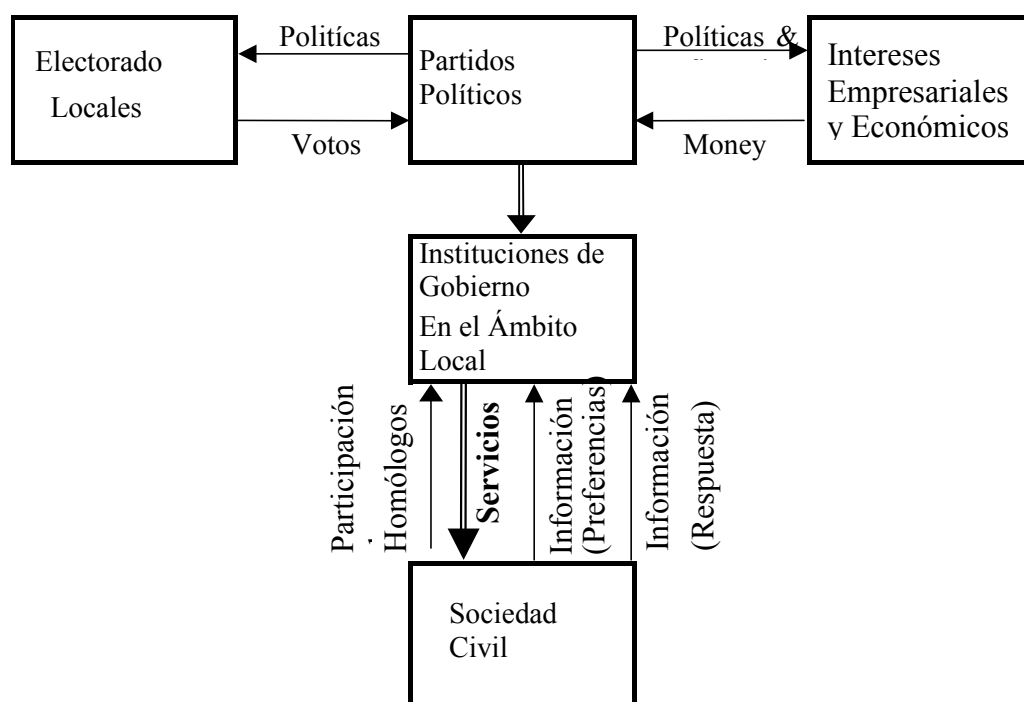 Politícas
Políticas &
Electorado
Locales
Partidos
Políticos
Intereses
Empresariales
y Económicos
Votos
Money
Instituciones de
Gobierno
En el Ámbito
Local
Participación
Homólogos
Servicios
Información
(Preferencias)
Información
(Respuesta)
Sociedad
Civil